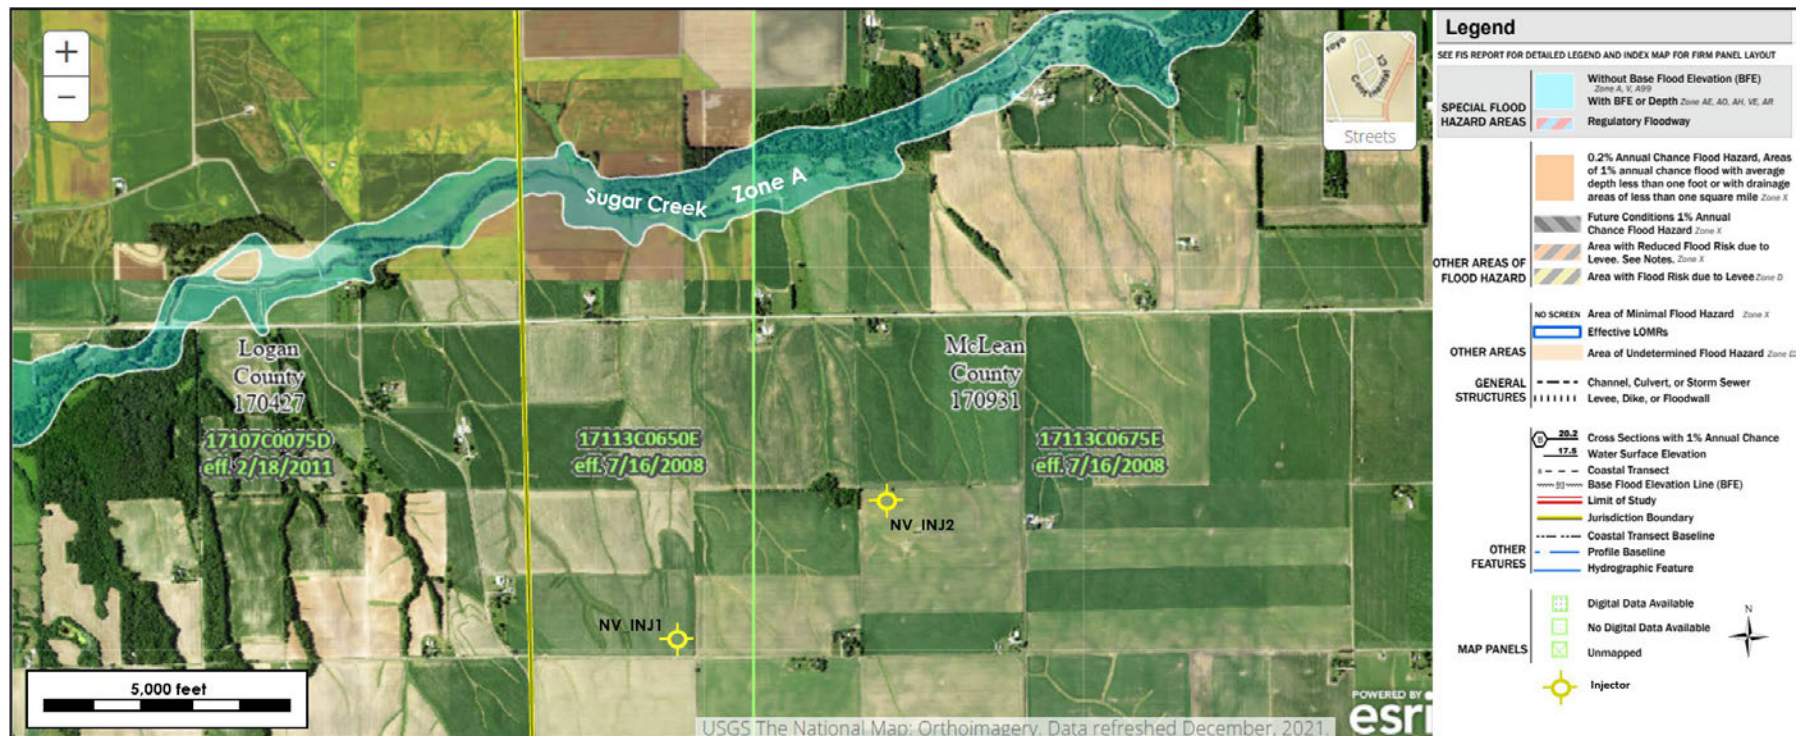 +
−
Streets
Sugar Creek
Zone A
Logan
County
170427
17107C0075D
eff. 2/18/2011
17113C0650E
eff. 7/16/2008
McLean
County
170931
17113C0675E
eff. 7/16/2008
NV_INJ2
NV_INJ1
5,000 feet
USGS The National Map: Orthoimagery. Data refreshed December, 2021.
POWERED BY
esri
Legend
SEE FIS REPORT FOR DETAILED LEGEND AND INDEX MAP FOR FIRM PANEL LAYOUT
SPECIAL FLOOD
HAZARD AREAS
Without Base Flood Elevation (BFE)
Zone A, V, A99
With BFE or Depth Zone AE, AO, AH, VE, AR
Regulatory Floodway
OTHER AREAS OF
FLOOD HAZARD
0.2% Annual Chance Flood Hazard, Areas
of 1% annual chance flood with average
depth less than one foot or with drainage
areas of less than one square mile Zone X
Future Conditions 1% Annual
Chance Flood Hazard Zone X
Area with Reduced Flood Risk due to
Levee. See Notes. Zone X
Area with Flood Risk due to Levee Zone D
OTHER AREAS
NO SCREEN Area of Minimal Flood Hazard Zone X
Effective LOMRs
Area of Undetermined Flood Hazard Zone
GENERAL
STRUCTURES
Channel, Culvert, or Storm Sewer
Levee, Dike, or Floodwall
OTHER
FEATURES
B 20.2 Cross Sections with 1% Annual Chance
17.5 Water Surface Elevation
Coastal Transect
Base Flood Elevation Line (BFE)
Limit of Study
Jurisdiction Boundary
Coastal Transect Baseline
Profile Baseline
Hydrographic Feature
MAP PANELS
Digital Data Available
No Digital Data Available
Unmapped
N
Injector